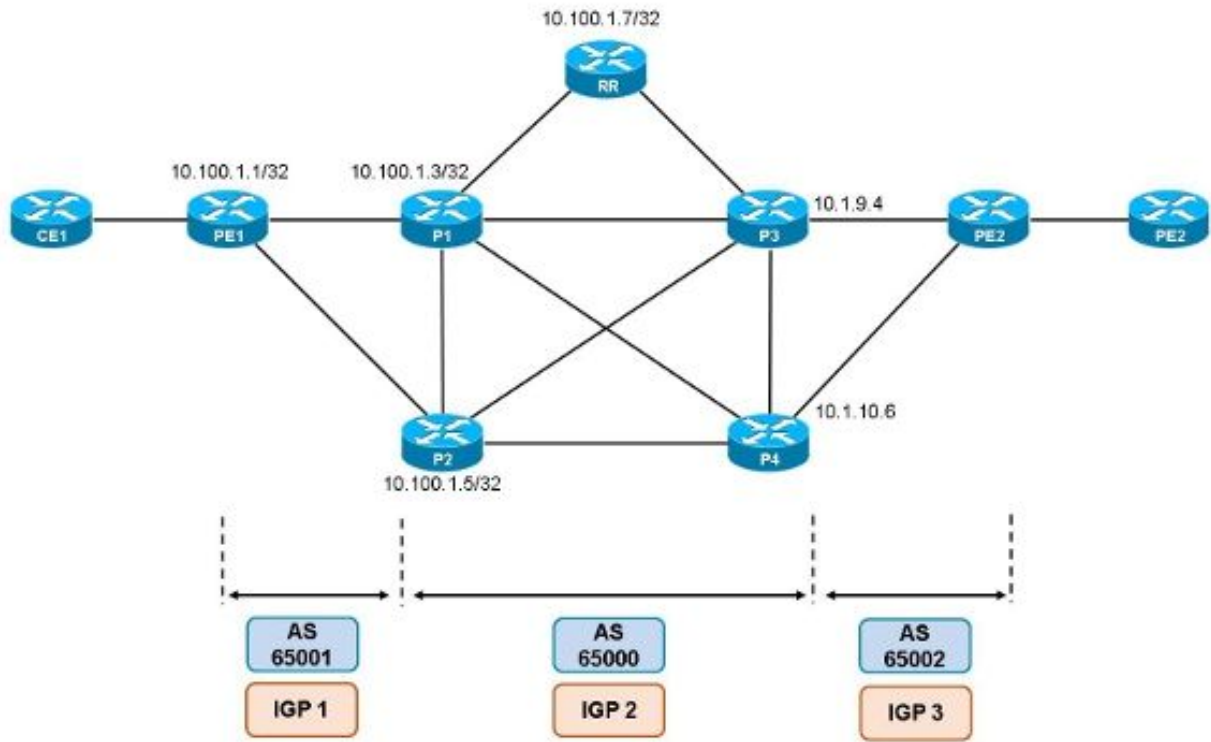 10.100.1.7/32
RR
10.100.1.1/32
10.100.1.3/32
10.1.9.4
CE1
PE1
P1
P3
PE2
PE2
10.1.10.6
P2
P4
10.100.1.5/32
AS
65001
AS
65000
AS
65002
IGP 1
IGP 2
IGP 3